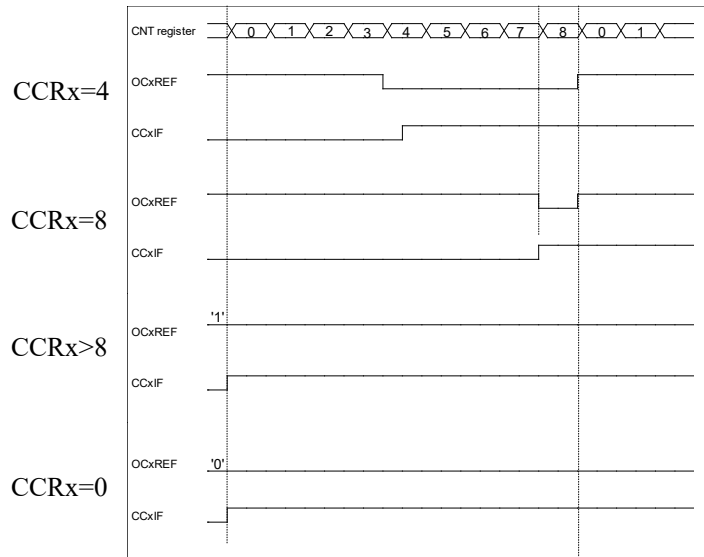 CNT register 0 1 2 3 4 5 6 7 8 0 1
CCRx=4
OCxREF
CCxIF
CCRx=8
OCxREF
CCxIF
CCRx>8
OCxREF '1'
CCxIF
CCRx=0
OCxREF '0'
CCxIF